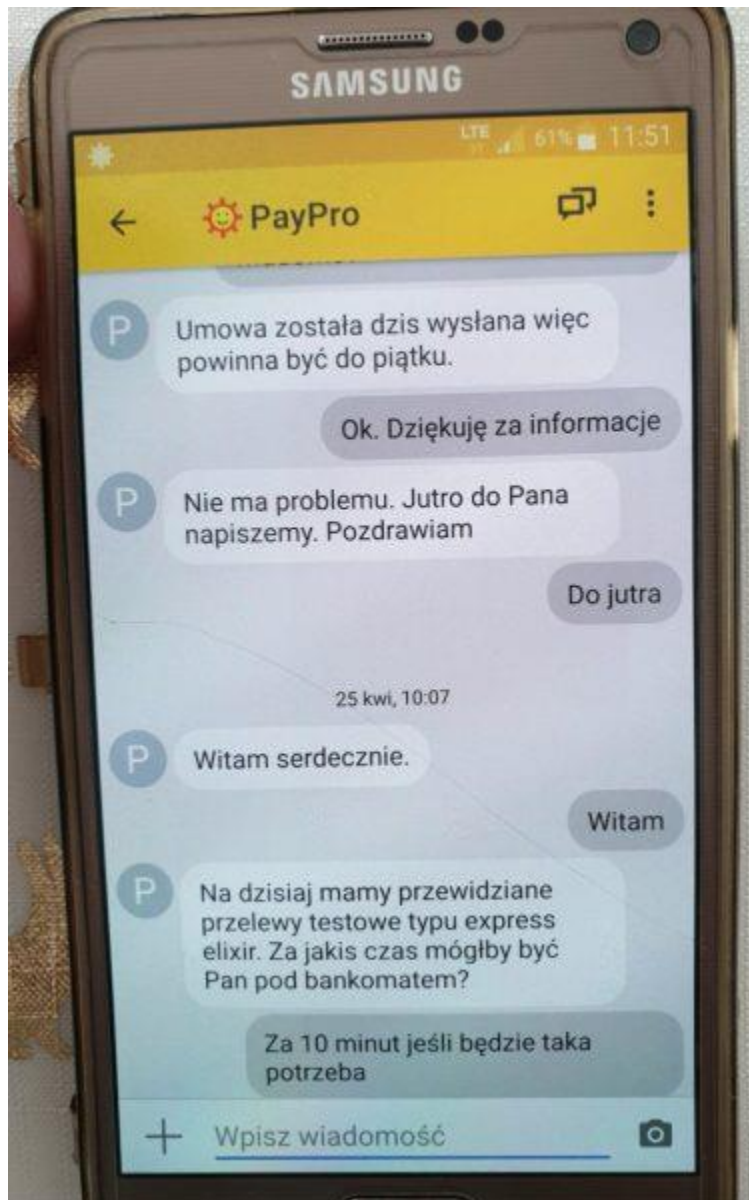 SAMSUNG
LTE 61% 11:51
PayPro
P
Umowa została dzis wysłana więc
powinna być do piątku.
Ok. Dziękuję za informacje
P
Nie ma problemu. Jutro do Pana
napiszemy. Pozdrawiam
Do jutra
25 kwi, 10:07
P
Witam serdecznie.
Witam
P
Na dzisiaj mamy przewidziane
przelewy testowe typu express
elixir. Za jakis czas mógłby być
Pan pod bankomatem?
Za 10 minut jeśli będzie taka
potrzeba
Wpisz wiadomość